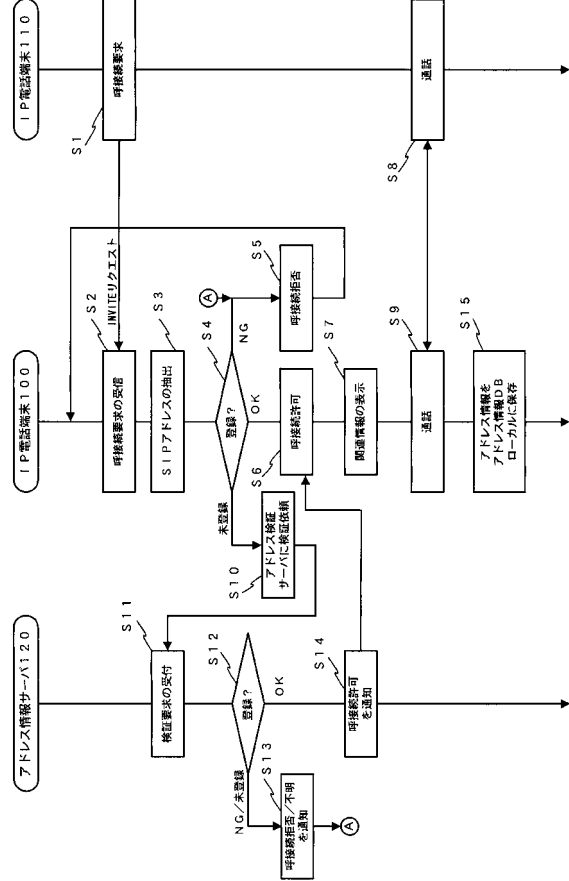 アドレス情報サーバ120
IP電話端末100
IP電話端末110
S1
呼接続要求
INVITEリクエスト
S2
呼接続要求の受信
S3
SIPアドレスの抽出
S4
登録?
NG
OK
未登録
A
S5
呼接続拒否
S6
呼接続許可
S7
関連情報の表示
S8
通話
S9
通話
S10
アドレス検証
サーバに検証依頼
S11
検証要求の受付
S12
登録?
NG/未登録
OK
S13
呼接続拒否/不明
を通知
A
S14
呼接続許可
を通知
S15
アドレス情報を
アドレス情報DB
ローカルに保存